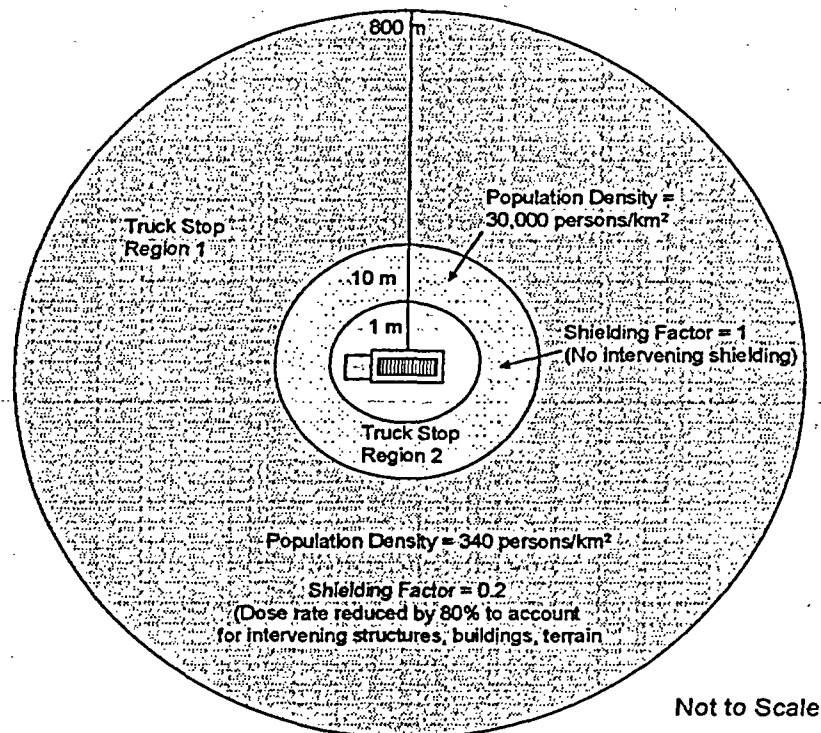 800 m
Population Density =
30,000 persons/km²
Truck Stop
Region 1
10 m
1 m
Shielding Factor = 1
(No intervening shielding)
Truck Stop
Region 2
Population Density = 340 persons/km²
Shielding Factor = 0.2
(Dose rate reduced by 80% to account
for intervening structures, buildings, terrain
Not to Scale